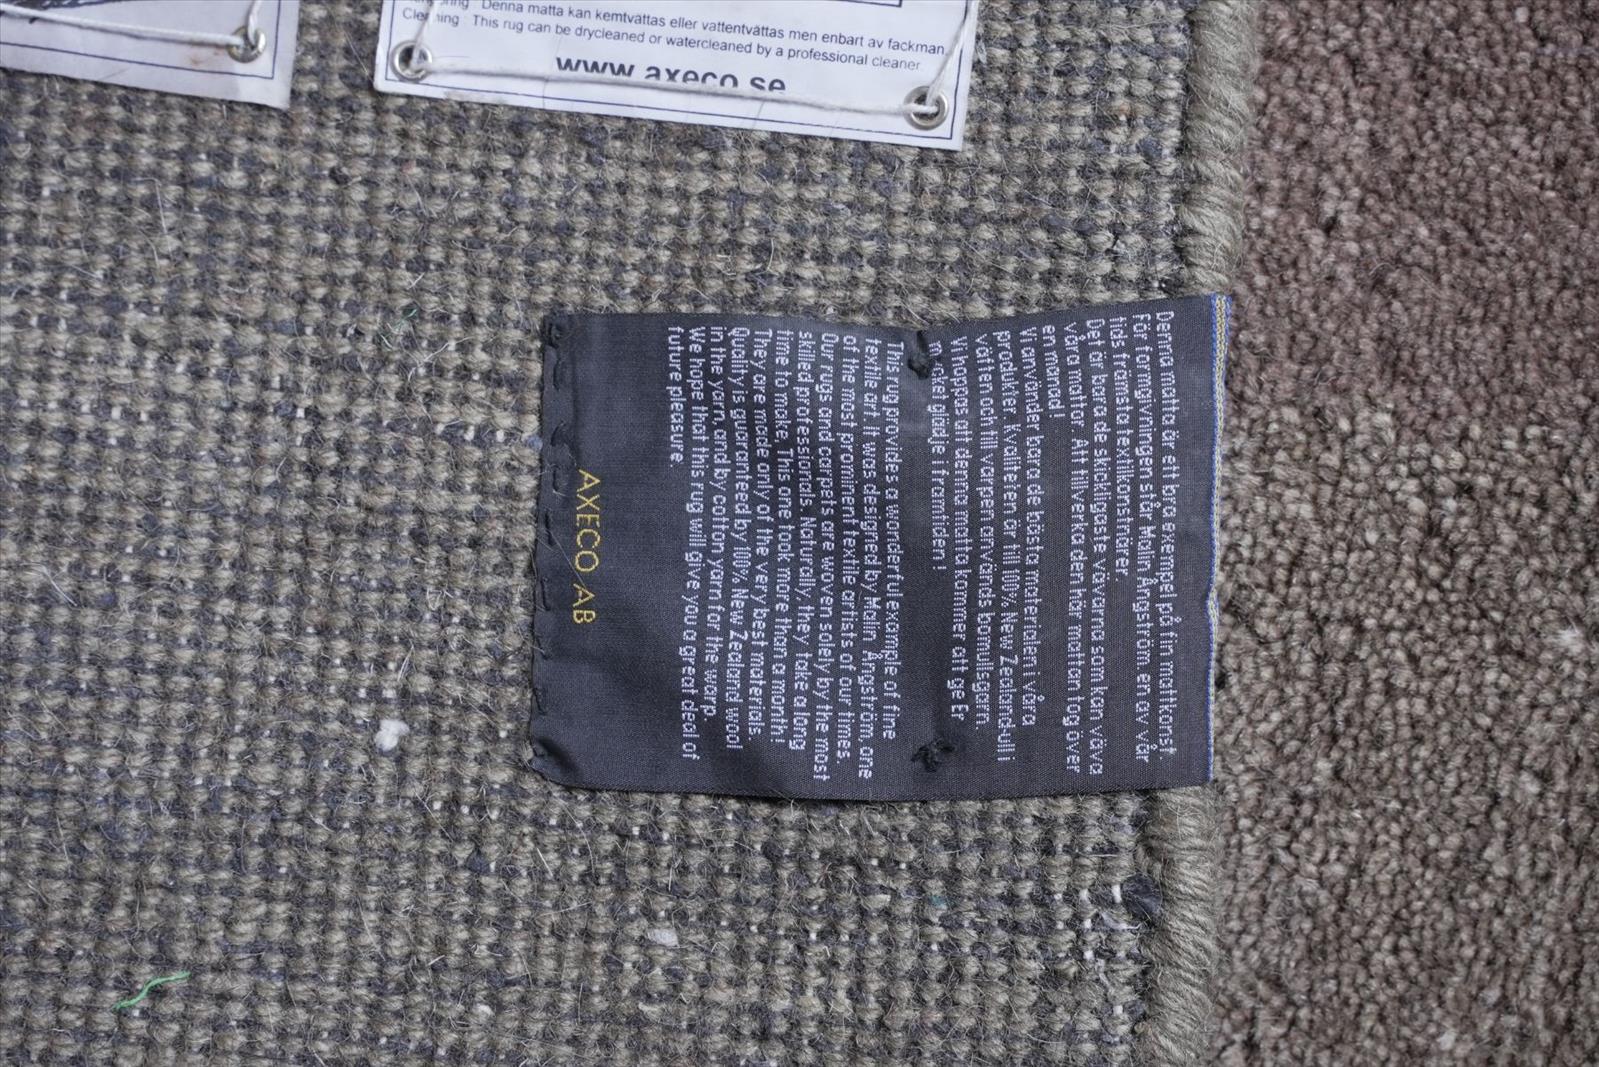 Denna matta kan kemtvättas eller vattentvättas men enbart av fackman.
Cleaning : This rug can be drycleaned or watercleaned by a professional cleaner.
www.axeco.se
Denna matta är ett bra exempel på fin mattkonst.
För formgivningen står Malin Ångström, en av vår
tids främsta textilkonstnärer.
Det är bara de skickligaste vävarna som kan väva
våra mattor. Att tillverka den här mattan tog över
en månad !
Vi använder bara de bästa materialen i våra
produkter. Kvaliteten är till 100% New Zealand-ull i
väften och till varpen används bomullsgarn.
Vi hoppas att denna matta kommer att ge Er
mycket glädje i framtiden !
This rug provides a wonderful example of fine
textile art. It was designed by Malin Ångström, one
of the most prominent textile artists of our times.
Our rugs and carpets are woven solely by the most
skilled professionals. Naturally, they take a long
time to make. This one took more than a month !
They are made only of the very best materials.
Quality is guaranteed by 100% New Zealand wool
in the yarn, and by cotton yarn for the warp.
We hope that this rug will give you a great deal of
future pleasure.
AXECO AB